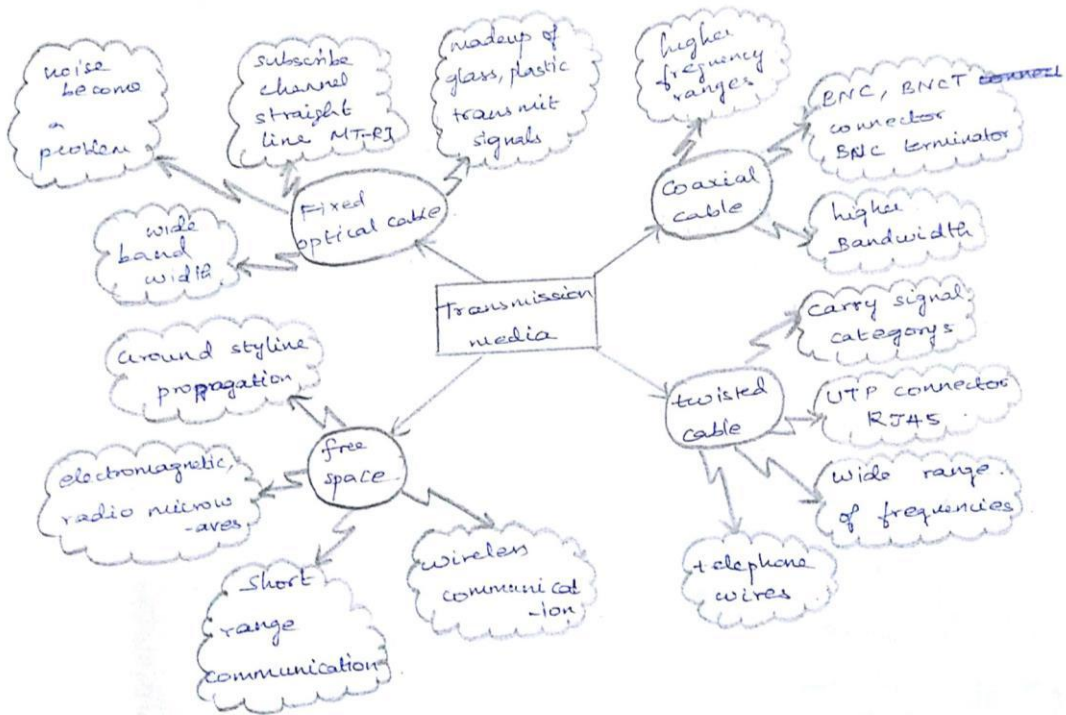 noise
become
a
problem
subscribe
channel
straight
line MT-RJ
madeup of
glass, plastic
transmit
signals
higher
frequency
ranges
BNC, BNCT
connector
BNC terminator
Fixed
optical cable
coaxial
cable
wide
band
width
higher
Bandwidth
Transmission
media
carry signal
categorys
around styline
propagation
twisted
cable
UTP connector
RJ45.
free
space
electromagnetic,
radio microw
-aves
wide range.
of frequencies
short
range
communication
wireless
communicat
-ion
telephone
wires